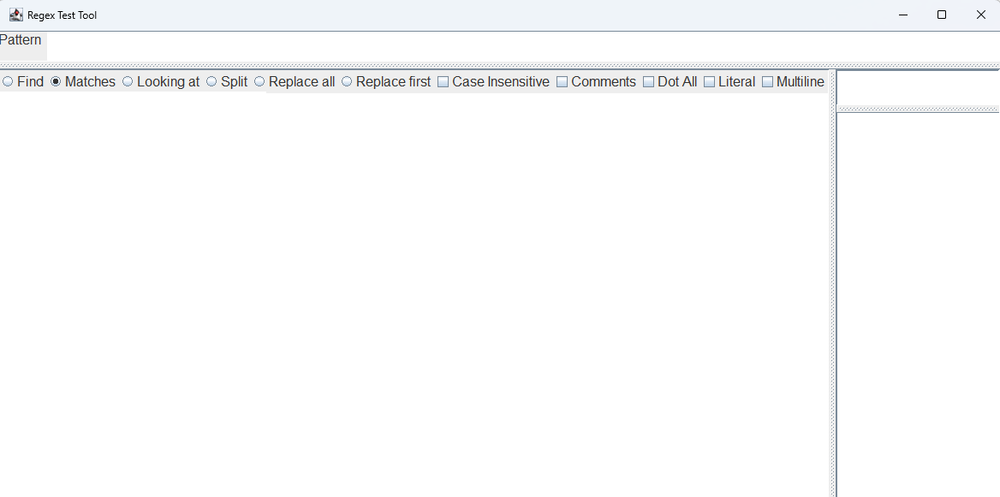 Regex Test Tool
Pattern
Find Matches Looking at Split Replace all Replace first Case Insensitive Comments Dot All Literal Multiline